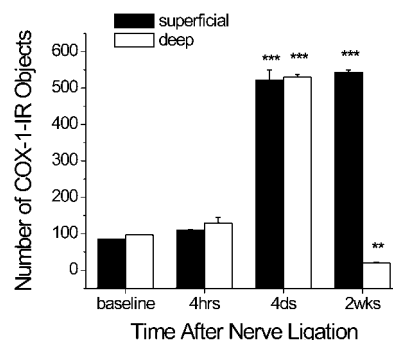 superficial
deep
Number of COX-1-IR Objects
600
500
400
300
200
100
0
*** *** ***
**
baseline 4hrs 4ds 2wks
Time After Nerve Ligation